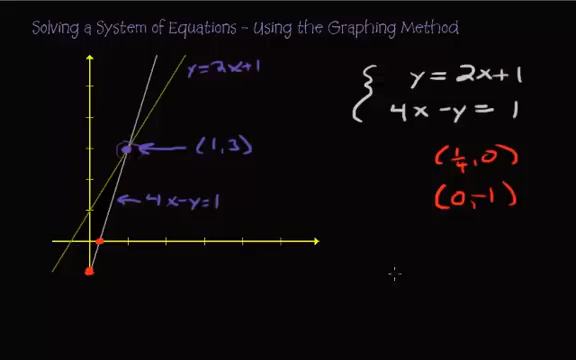 Solving a System of Equations - Using the Graphing Method
y=2x+1
(1,3)
4x-y=1
{ y=2x+1
4x-y=1
(1/4,0)
(0,-1)